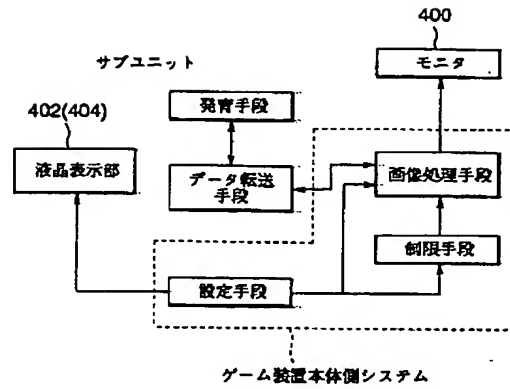 400
モニタ
サブユニット
発育手段
402(404)
液晶表示部
データ転送
手段
画像処理手段
制限手段
設定手段
ゲーム装置本体側システム